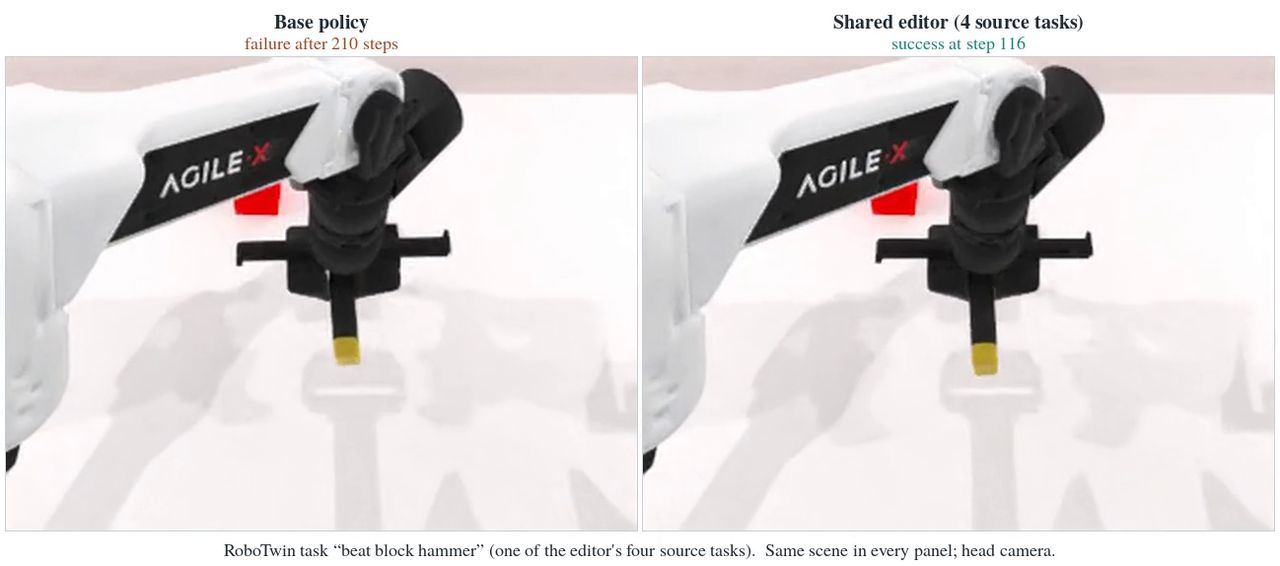 Base policy
failure after 210 steps
Shared editor (4 source tasks)
success at step 116
AGILE·X
AGILE·X
RoboTwin task “beat block hammer” (one of the editor's four source tasks).  Same scene in every panel; head camera.